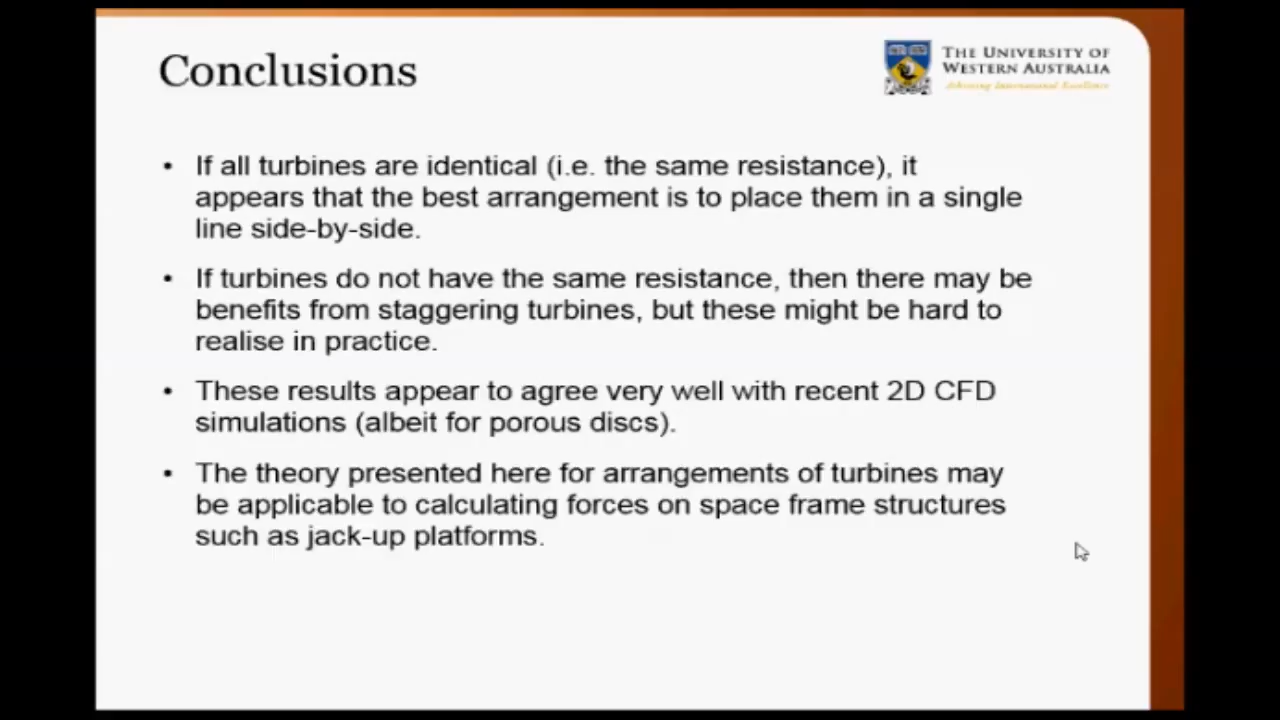 Conclusions
THE UNIVERSITY OF
WESTERN AUSTRALIA
Achieving International Excellence
• If all turbines are identical (i.e. the same resistance), it
appears that the best arrangement is to place them in a single
line side-by-side.
• If turbines do not have the same resistance, then there may be
benefits from staggering turbines, but these might be hard to
realise in practice.
• These results appear to agree very well with recent 2D CFD
simulations (albeit for porous discs).
• The theory presented here for arrangements of turbines may
be applicable to calculating forces on space frame structures
such as jack-up platforms.